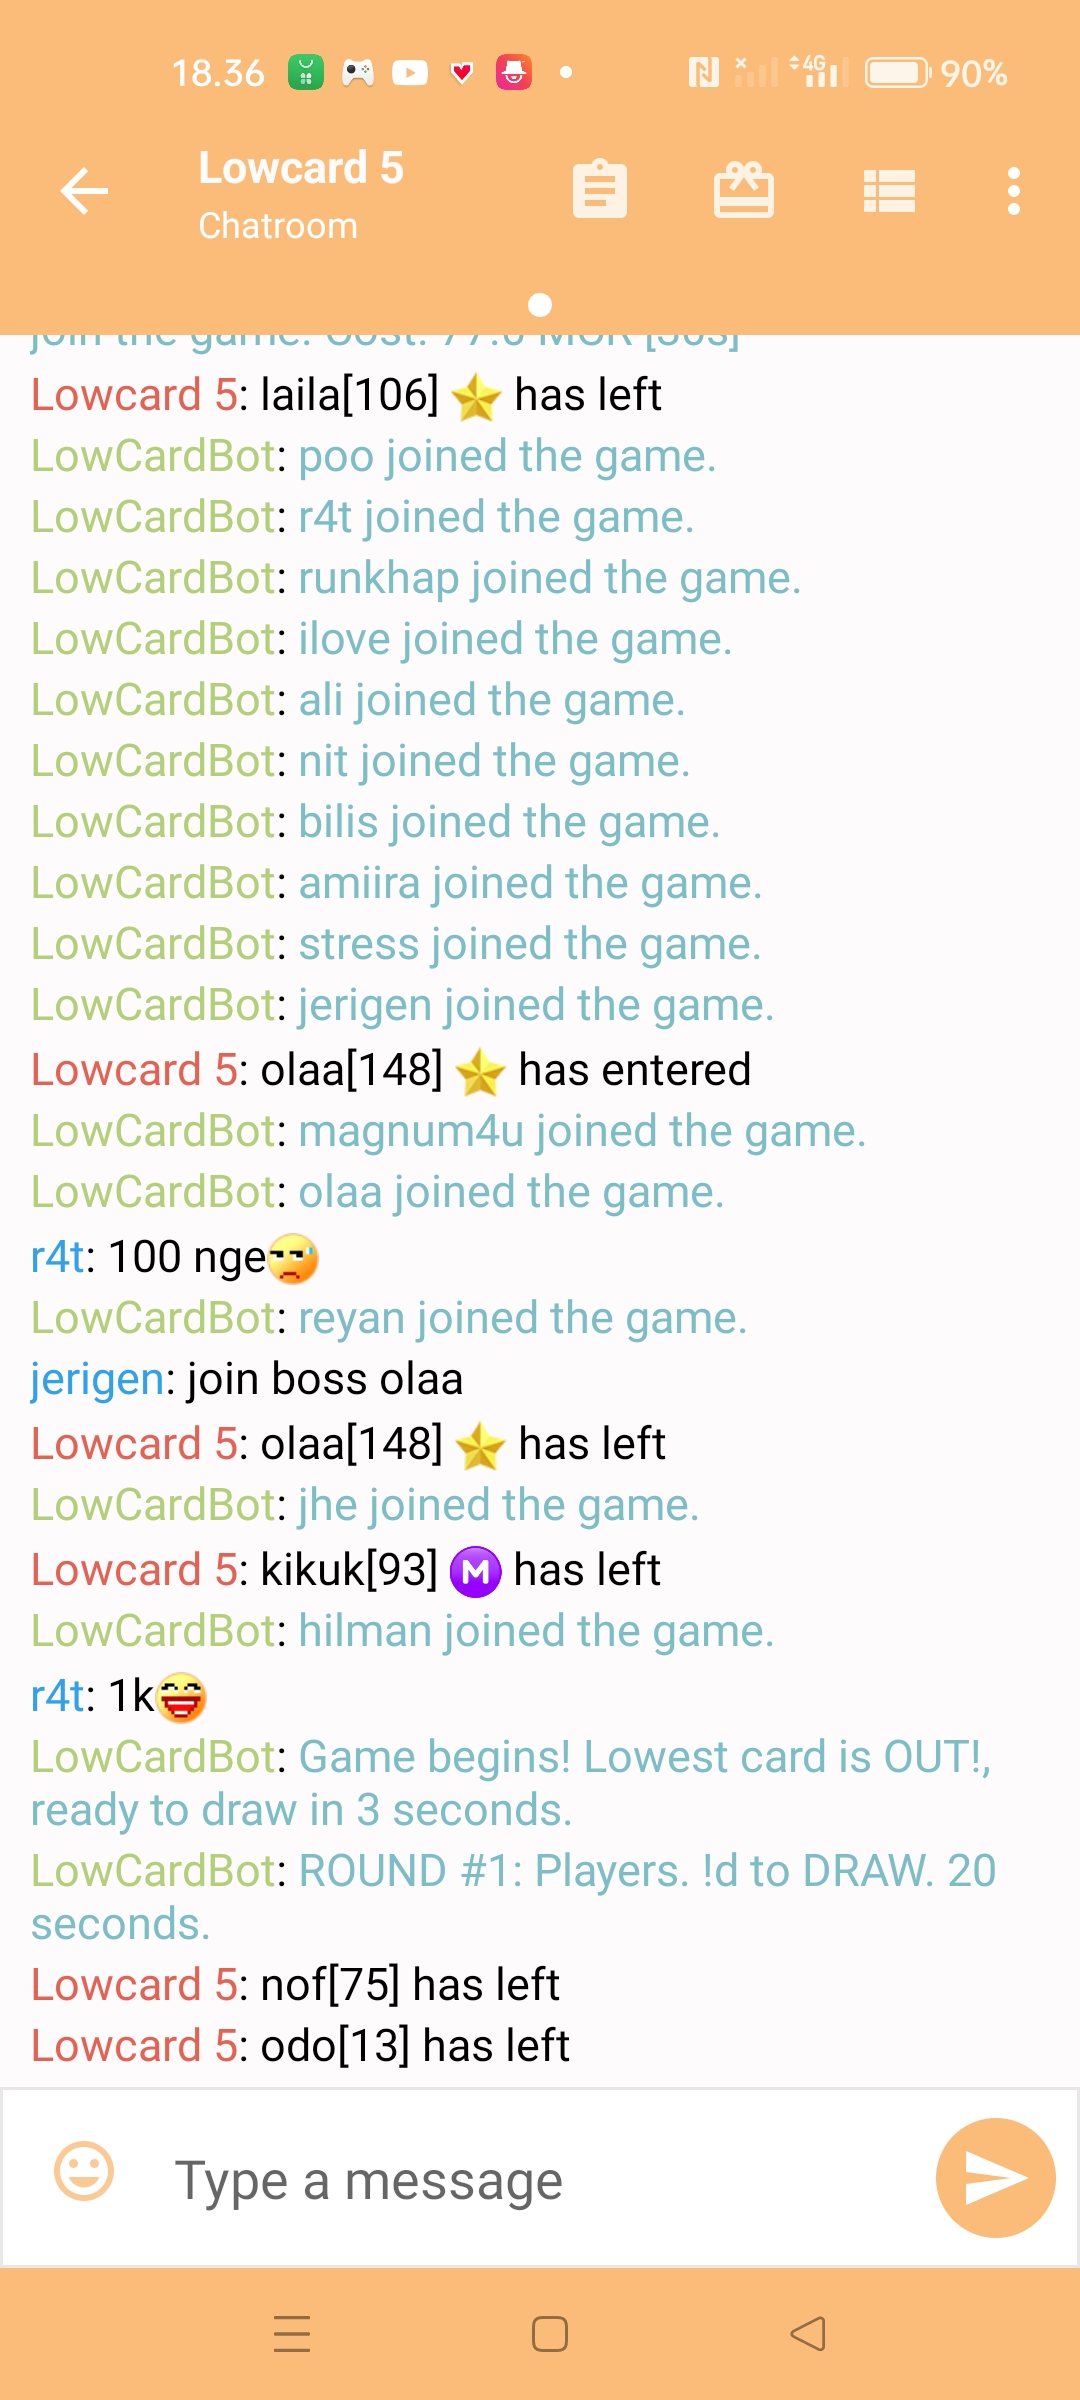 18.36
4G
90%
Lowcard 5
Chatroom
join the game. Cost:
Lowcard 5: laila[106] has left
LowCardBot: poo joined the game.
LowCardBot: r4t joined the game.
LowCardBot: runkhap joined the game.
LowCardBot: ilove joined the game.
LowCardBot: ali joined the game.
LowCardBot: nit joined the game.
LowCardBot: bilis joined the game.
LowCardBot: amiira joined the game.
LowCardBot: stress joined the game.
LowCardBot: jerigen joined the game.
Lowcard 5: olaa[148] has entered
LowCardBot: magnum4u joined the game.
LowCardBot: olaa joined the game.
r4t: 100 nge
LowCardBot: reyan joined the game.
jerigen: join boss olaa
Lowcard 5: olaa[148] has left
LowCardBot: jhe joined the game.
Lowcard 5: kikuk[93] M has left
LowCardBot: hilman joined the game.
r4t: 1k
LowCardBot: Game begins! Lowest card is OUT!,
ready to draw in 3 seconds.
LowCardBot: ROUND #1: Players. !d to DRAW. 20
seconds.
Lowcard 5: nof[75] has left
Lowcard 5: odo[13] has left
Type a message